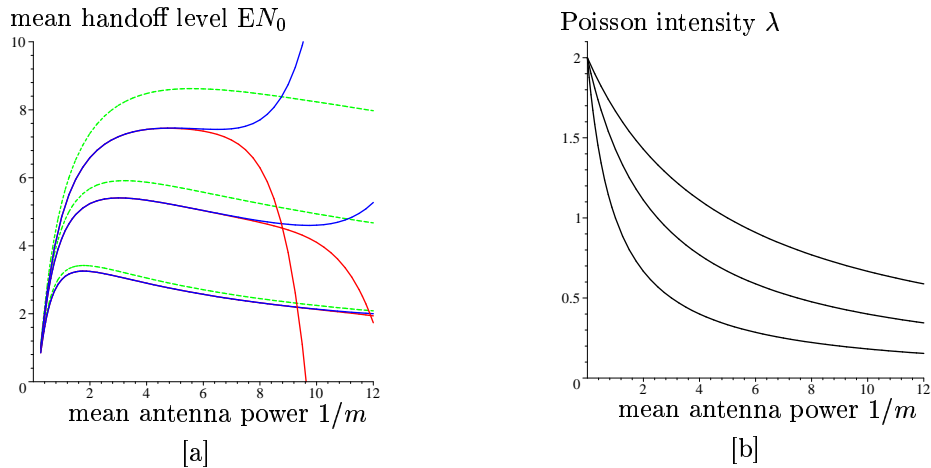 mean handoff level EN₀
10
8
6
4
2
0
2 4 6 8 10 12
mean antenna power 1/m
[a]
Poisson intensity λ
2
1.5
1
0.5
0
2 4 6 8 10 12
mean antenna power 1/m
[b]